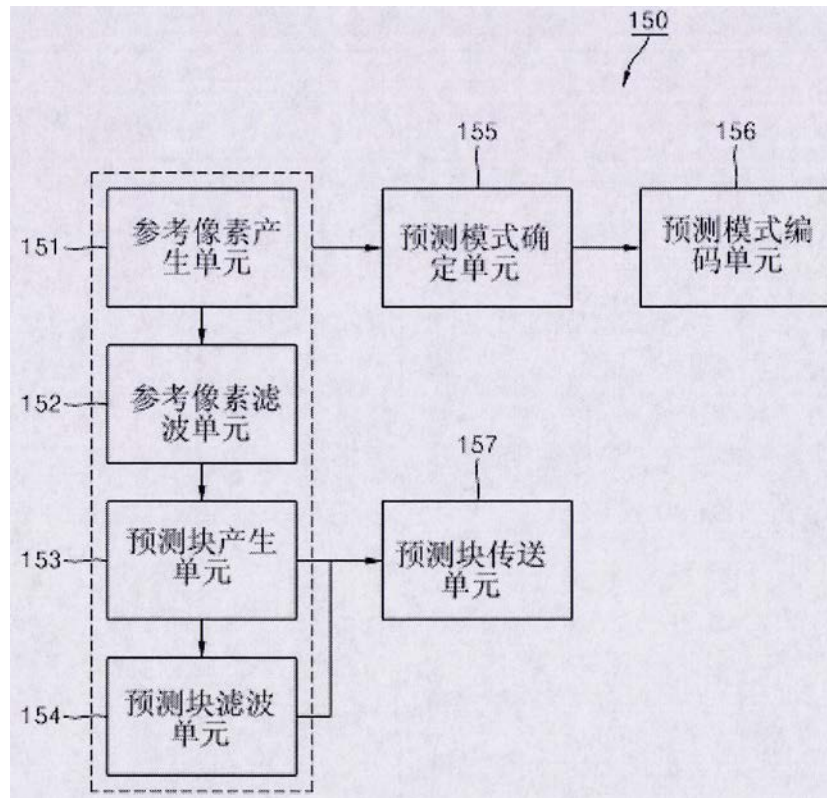 150
155
156
151
参考像素产
生单元
预测模式确
定单元
预测模式编
码单元
152
参考像素滤
波单元
157
153
预测块产生
单元
预测块传送
单元
154
预测块滤波
单元